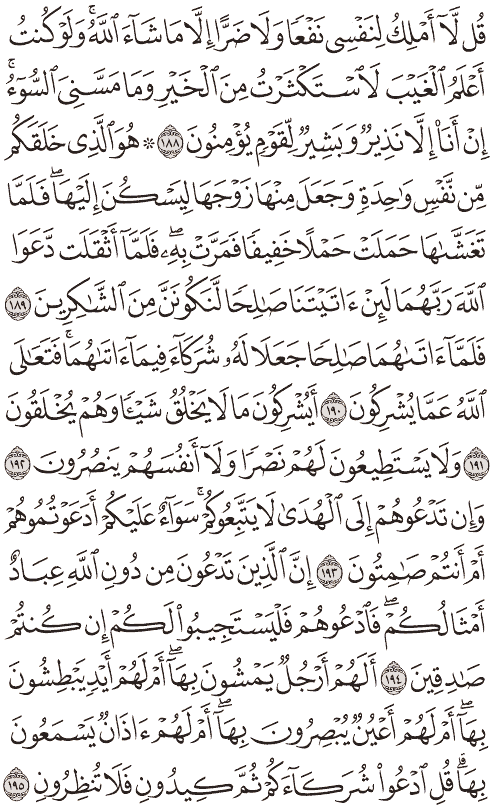 قُل لَّآ أَمْلِكُ لِنَفْسِى نَفْعًا وَلَا ضَرًّا إِلَّا مَا شَآءَ ٱللَّهُ ۚ وَلَوْ كُنتُ
أَعْلَمُ ٱلْغَيْبَ لَٱسْتَكْثَرْتُ مِنَ ٱلْخَيْرِ وَمَا مَسَّنِىَ ٱلسُّوٓءُ ۚ
إِنْ أَنَا۠ إِلَّا نَذِيرٌ وَبَشِيرٌ لِّقَوْمٍ يُؤْمِنُونَ ١٨٨ ۞ هُوَ ٱلَّذِى خَلَقَكُم
مِّن نَّفْسٍ وَٰحِدَةٍ وَجَعَلَ مِنْهَا زَوْجَهَا لِيَسْكُنَ إِلَيْهَا ۖ فَلَمَّا
تَغَشَّىٰهَا حَمَلَتْ حَمْلًا خَفِيفًا فَمَرَّتْ بِهِۦ ۖ فَلَمَّآ أَثْقَلَت دَّعَوَا
ٱللَّهَ رَبَّهُمَا لَئِنْ ءَاتَيْتَنَا صَٰلِحًا لَّنَكُونَنَّ مِنَ ٱلشَّٰكِرِينَ ١٨٩
فَلَمَّآ ءَاتَىٰهُمَا صَٰلِحًا جَعَلَا لَهُۥ شُرَكَآءَ فِيمَآ ءَاتَىٰهُمَا ۚ فَتَعَٰلَى
ٱللَّهُ عَمَّا يُشْرِكُونَ ١٩٠ أَيُشْرِكُونَ مَا لَا يَخْلُقُ شَيْـًٔا وَهُمْ يُخْلَقُونَ
١٩١ وَلَا يَسْتَطِيعُونَ لَهُمْ نَصْرًا وَلَآ أَنفُسَهُمْ يَنصُرُونَ ١٩٢
وَإِن تَدْعُوهُمْ إِلَى ٱلْهُدَىٰ لَا يَتَّبِعُوكُمْ ۚ سَوَآءٌ عَلَيْكُمْ أَدَعَوْتُمُوهُمْ
أَمْ أَنتُمْ صَٰمِتُونَ ١٩٣ إِنَّ ٱلَّذِينَ تَدْعُونَ مِن دُونِ ٱللَّهِ عِبَادٌ
أَمْثَالُكُمْ ۖ فَٱدْعُوهُمْ فَلْيَسْتَجِيبُوا۟ لَكُمْ إِن كُنتُمْ
صَٰدِقِينَ ١٩٤ أَلَهُمْ أَرْجُلٌ يَمْشُونَ بِهَآ ۖ أَمْ لَهُمْ أَيْدٍ يَبْطِشُونَ
بِهَآ ۖ أَمْ لَهُمْ أَعْيُنٌ يُبْصِرُونَ بِهَآ ۖ أَمْ لَهُمْ ءَاذَانٌ يَسْمَعُونَ
بِهَا ۗ قُلِ ٱدْعُوا۟ شُرَكَآءَكُمْ ثُمَّ كِيدُونِ فَلَا تُنظِرُونِ ١٩٥